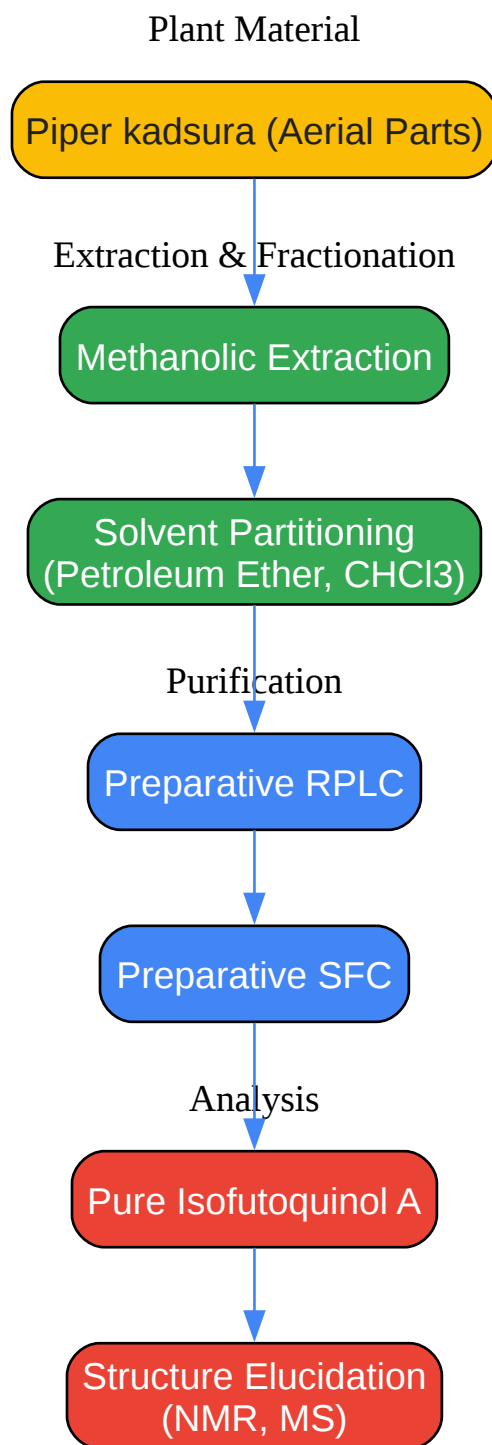 Plant Material
Piper kadsura (Aerial Parts)
Extraction & Fractionation
Methanolic Extraction
Solvent Partitioning
(Petroleum Ether, CHCl3)
Purification
Preparative RPLC
Preparative SFC
Analysis
Pure Isofutoquinol A
Structure Elucidation
(NMR, MS)